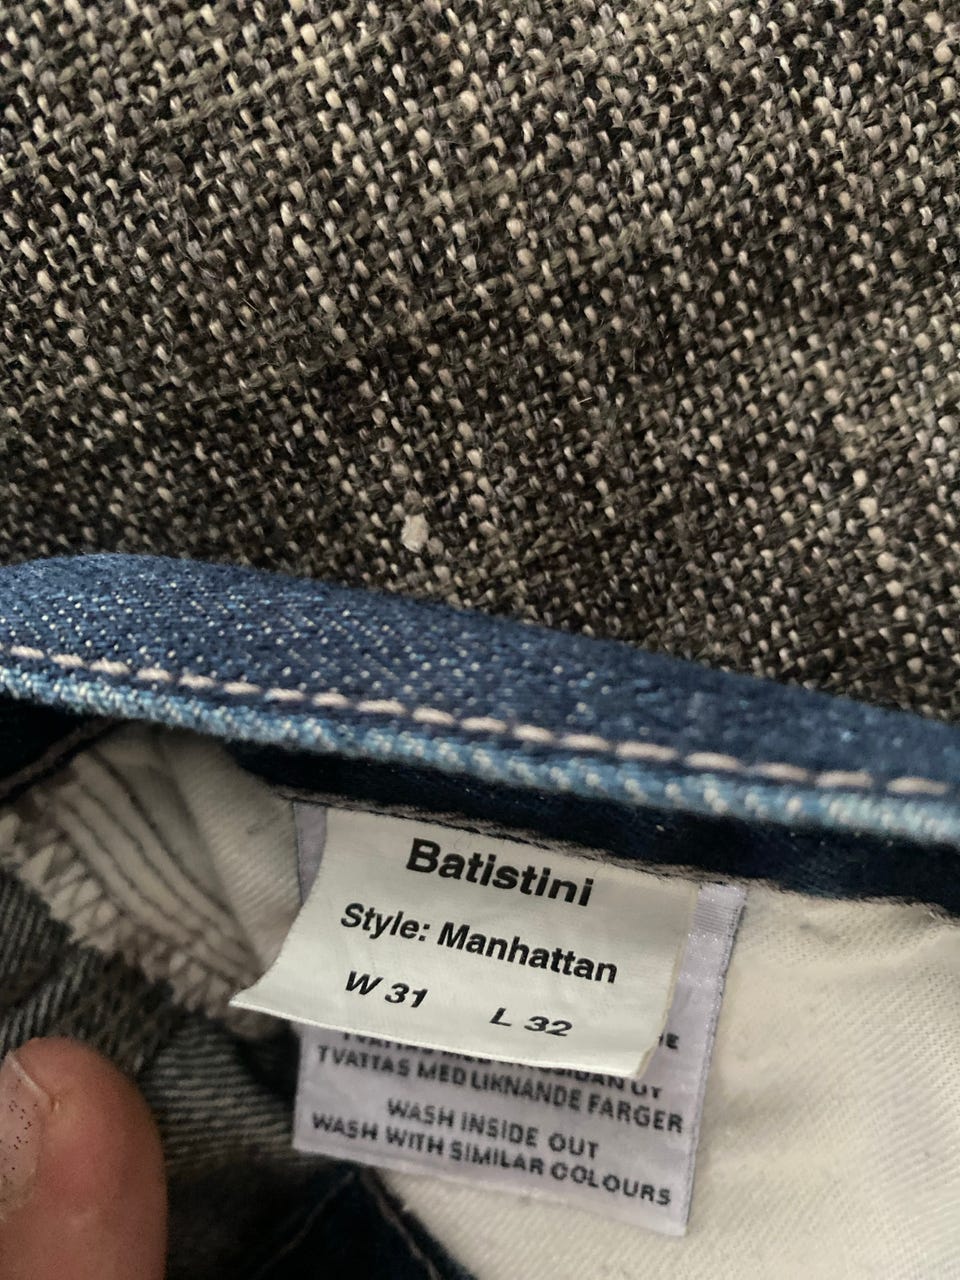 Batistini
Style: Manhattan
W 31 L 32
TVATTAS MED LIKNANDE FARGER
WASH INSIDE OUT
WASH WITH SIMILAR COLOURS